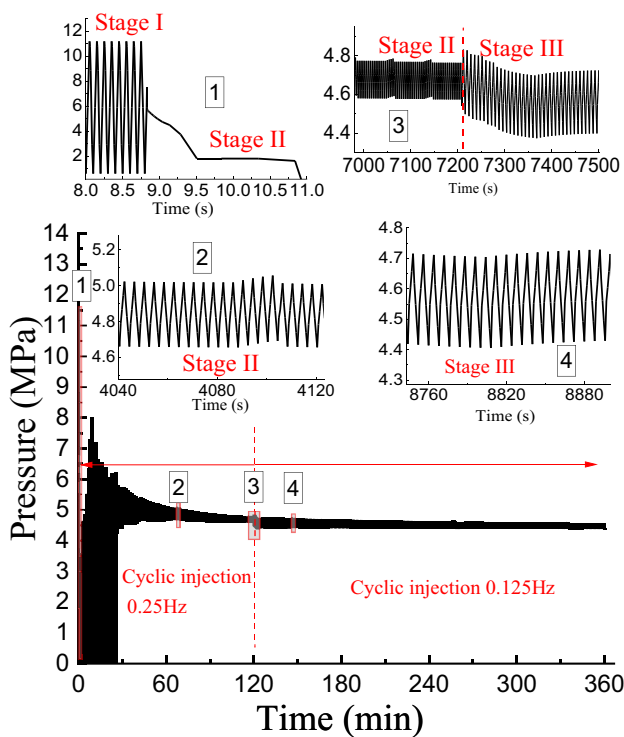 Stage I
1
Stage II
12
10
8
6
4
2
8.0 8.5 9.0 9.5 10.0 10.5 11.0
Time (s)
Stage II Stage III
3
4.8
4.6
4.4
7000 7100 7200 7300 7400 7500
Time (s)
2
5.2
5.0
4.8
4.6
Stage II
4040 4080 4120
Time (s)
4.8
4.7
4.6
4.5
4.4
4.3
Stage III
4
8760 8820 8880
Time (s)
Pressure (MPa)
14
13
12
11
10
9
8
7
6
5
4
3
2
1
0
1
2
3
4
Cyclic injection
0.25Hz
Cyclic injection 0.125Hz
0 60 120 180 240 300 360
Time (min)